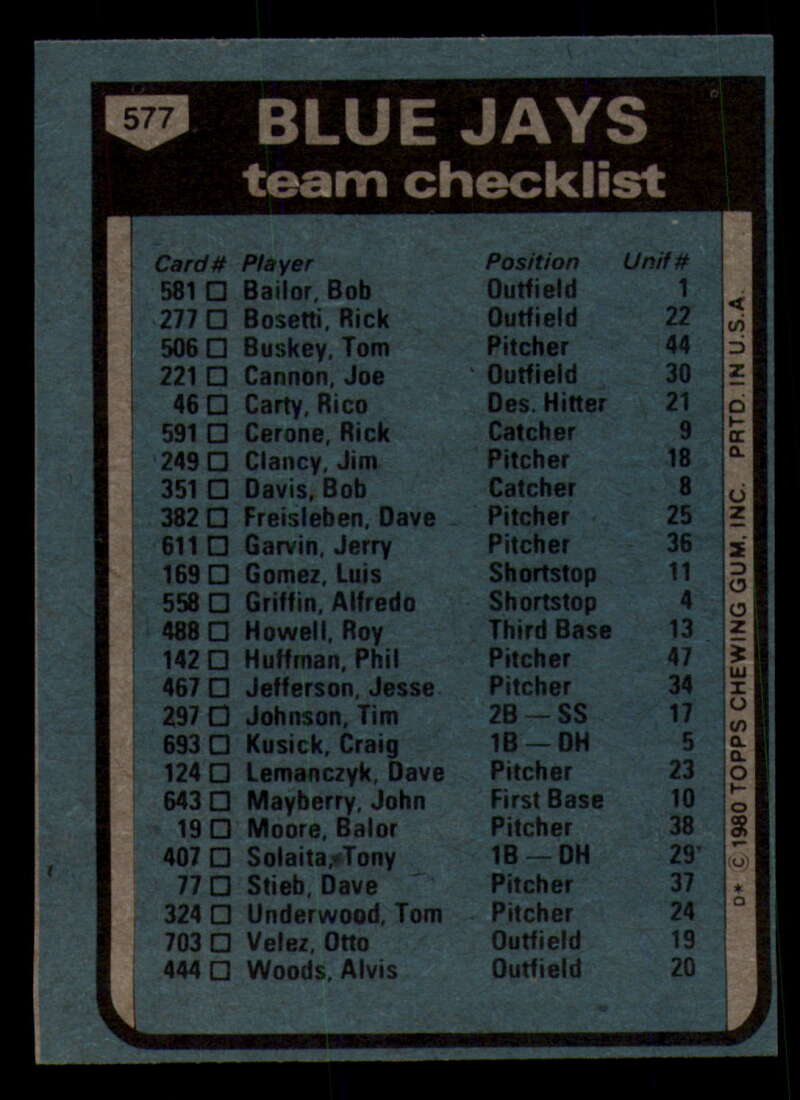 577
BLUE JAYS
team checklist
Card# Player Position Unif#
581 □ Bailor, Bob Outfield 1
277 □ Bosetti, Rick Outfield 22
506 □ Buskey, Tom Pitcher 44
221 □ Cannon, Joe Outfield 30
46 □ Carty, Rico Des. Hitter 21
591 □ Cerone, Rick Catcher 9
249 □ Clancy, Jim Pitcher 18
351 □ Davis, Bob Catcher 8
382 □ Freisleben, Dave Pitcher 25
611 □ Garvin, Jerry Pitcher 36
169 □ Gomez, Luis Shortstop 11
558 □ Griffin, Alfredo Shortstop 4
488 □ Howell, Roy Third Base 13
142 □ Huffman, Phil Pitcher 47
467 □ Jefferson, Jesse Pitcher 34
297 □ Johnson, Tim 2B — SS 17
693 □ Kusick, Craig 1B — DH 5
124 □ Lemanczyk, Dave Pitcher 23
643 □ Mayberry, John First Base 10
19 □ Moore, Balor Pitcher 38
407 □ Solaita, Tony 1B — DH 29
77 □ Stieb, Dave Pitcher 37
324 □ Underwood, Tom Pitcher 24
703 □ Velez, Otto Outfield 19
444 □ Woods, Alvis Outfield 20
D* © 1980 TOPPS CHEWING GUM, INC. PRTD. IN U.S.A.